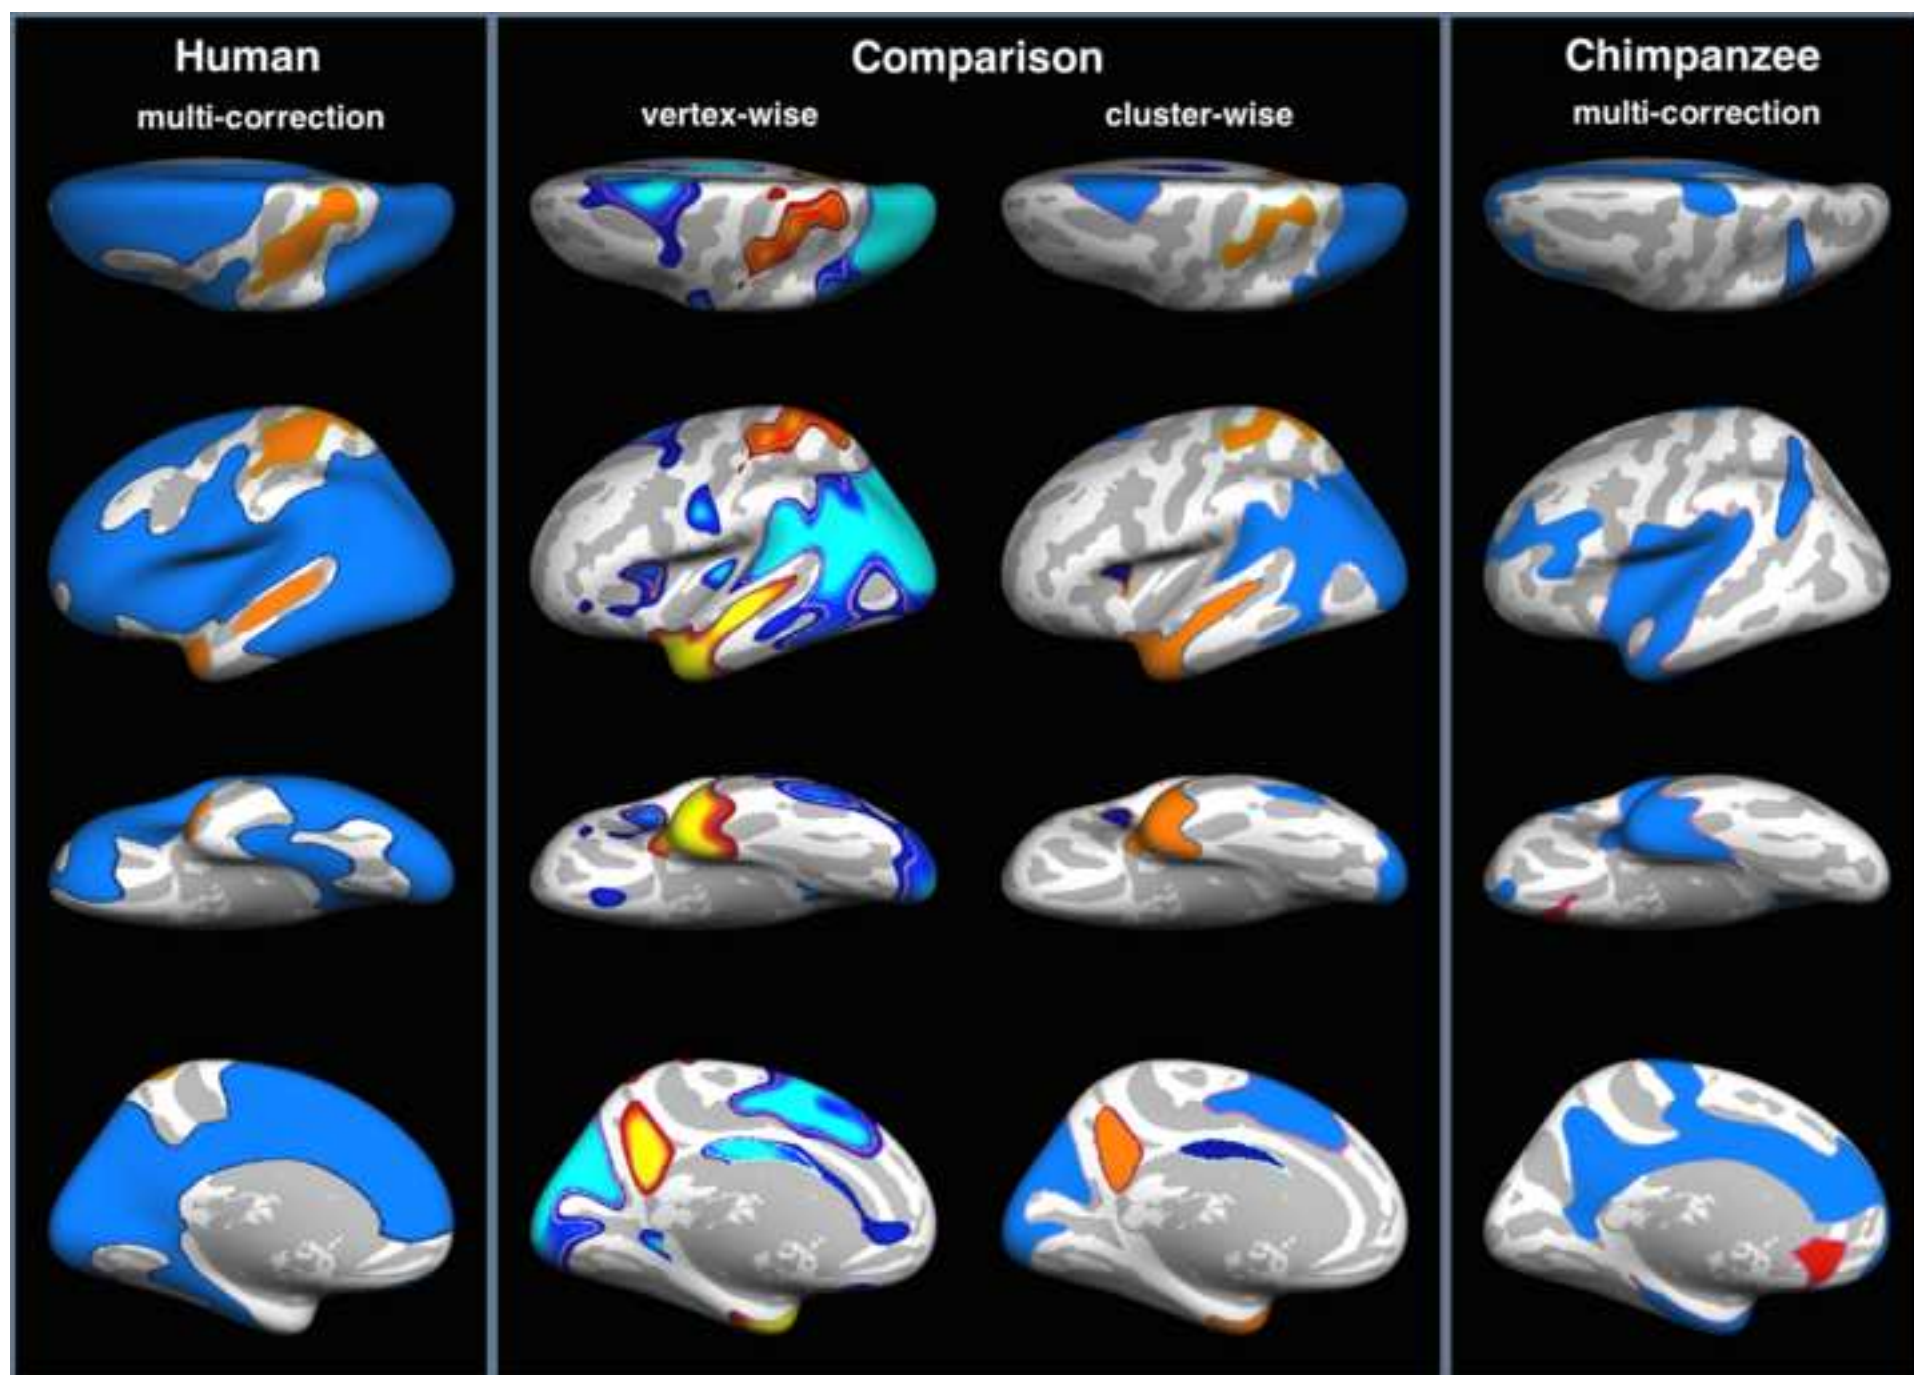 Human
Comparison
Chimpanzee
multi-correction
vertex-wise
cluster-wise
multi-correction